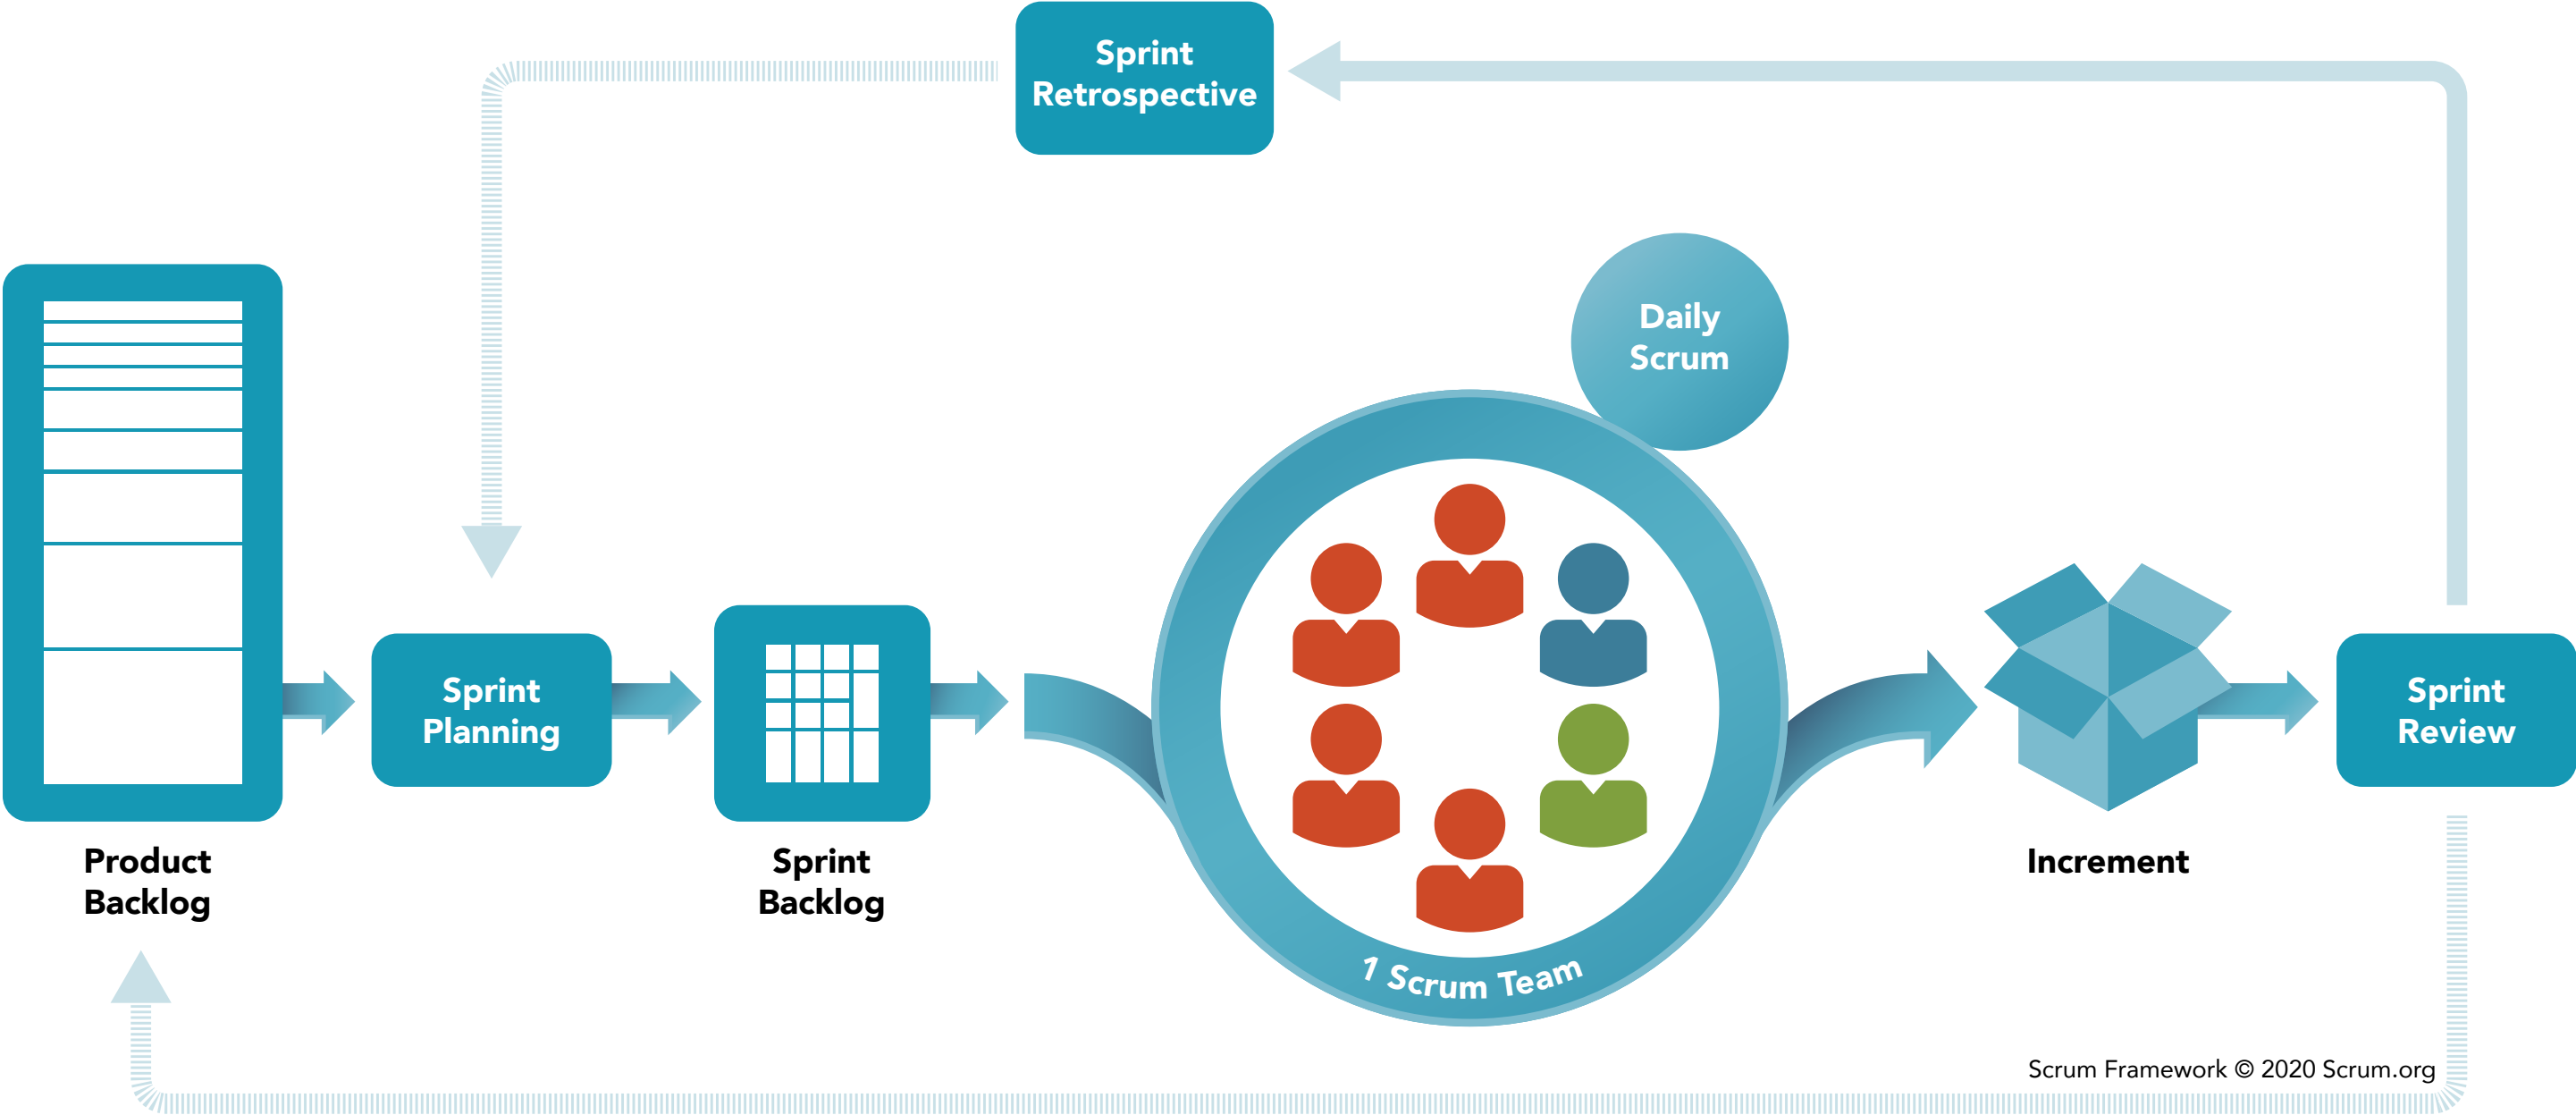 Sprint
Retrospective
Daily
Scrum
Sprint
Planning
Sprint
Review
Product
Backlog
Sprint
Backlog
Increment
1 Scrum Team
Scrum Framework © 2020 Scrum.org